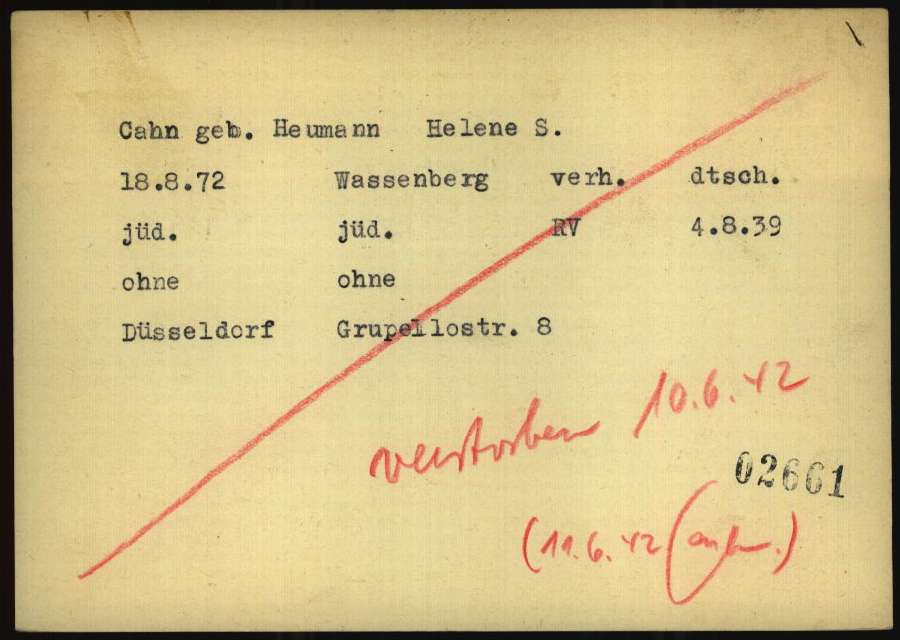 Cahn geb. Heumann Helene S.
18.8.72 Wassenberg verh. dtsch.
jüd. jüd. RV 4.8.39
ohne ohne
Düsseldorf Grupellostr. 8
verstorben 10.6.42
02661
(11.6.42